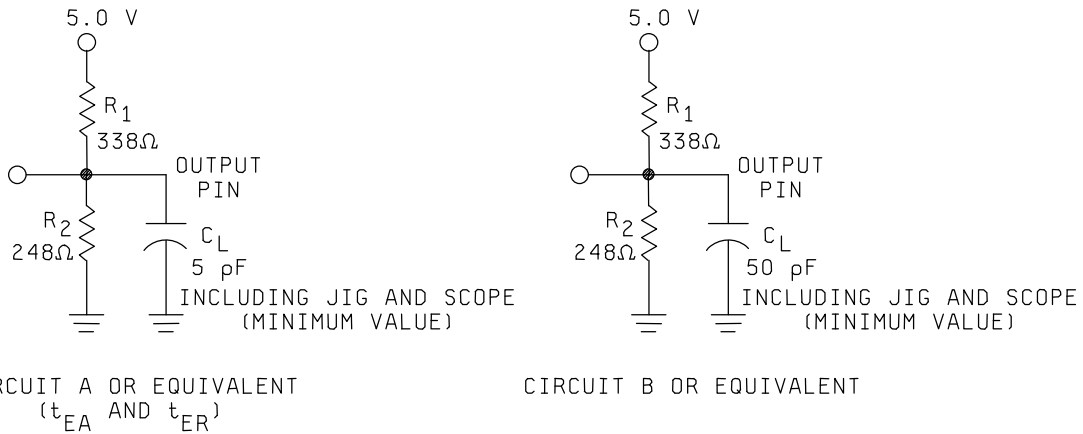 5.0 V
R1
338Ω
OUTPUT
PIN
R2
248Ω
CL
5 pF
INCLUDING JIG AND SCOPE
(MINIMUM VALUE)
RCUIT A OR EQUIVALENT
(tEA AND tER)
5.0 V
R1
338Ω
OUTPUT
PIN
R2
248Ω
CL
50 pF
INCLUDING JIG AND SCOPE
(MINIMUM VALUE)
CIRCUIT B OR EQUIVALENT